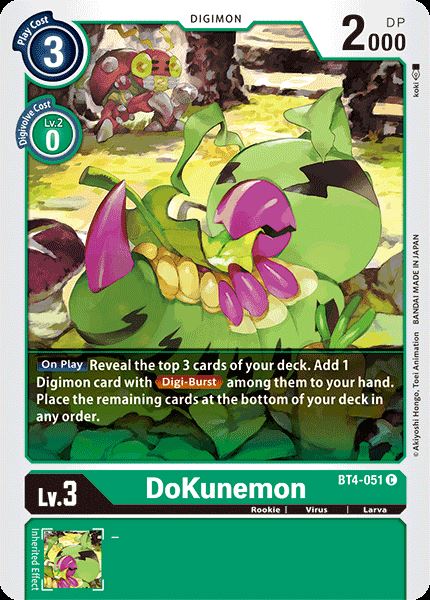 Play Cost
3
DIGIMON
DP
2000
Digivolve Cost
Lv.2
0
koki
©Akiyoshi Hongo, Toei Animation BANDAI MADE IN JAPAN
On Play Reveal the top 3 cards of your deck. Add 1
Digimon card with Digi-Burst among them to your hand.
Place the remaining cards at the bottom of your deck in
any order.
Lv.3
DoKunemon
BT4-051 C
Rookie | Virus | Larva
Inherited Effect
–